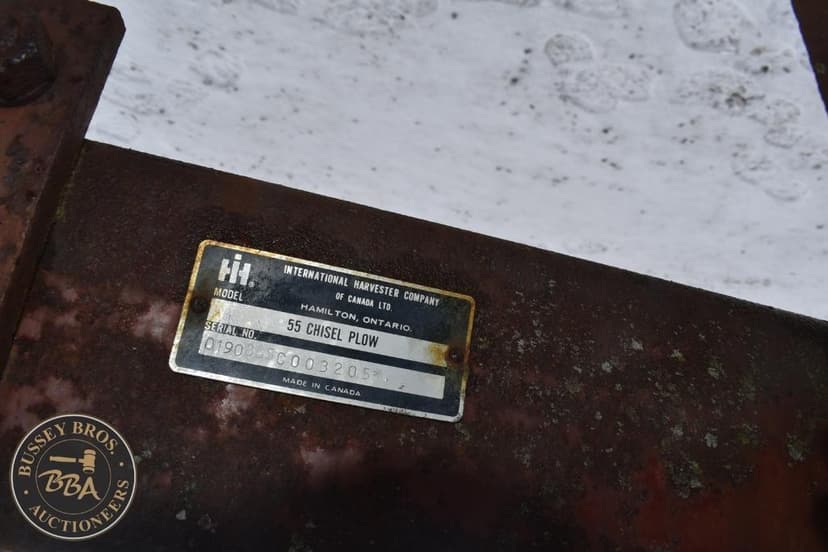 IH
INTERNATIONAL HARVESTER COMPANY
OF CANADA LTD.
HAMILTON, ONTARIO.
MODEL
55 CHISEL PLOW
SERIAL NO.
MADE IN CANADA
BUSSEY BROS.
BBA
AUCTIONEERS